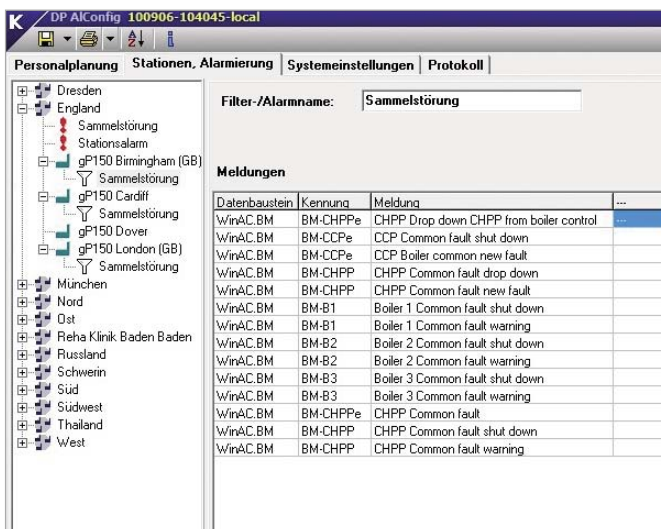 K DP AlConfig 100906-104045-local
Personalplanung Stationen, Alarmierung Systemeinstellungen Protokoll
Dresden
England
Sammelstörung
Stationsalarm
gP150 Birmingham (GB)
Sammelstörung
gP150 Cardiff
Sammelstörung
gP150 Dover
gP150 London (GB)
Sammelstörung
München
Nord
Ost
Reha Klinik Baden Baden
Russland
Schwerin
Süd
Südwest
Thailand
West
Filter-/Alarmname: Sammelstörung
Meldungen
Datenbaustein Kennung Meldung ---
WinAC.BM BM-CHPPe CHPP Drop down CHPP from boiler control ---
WinAC.BM BM-CCPe CCP Common fault shut down
WinAC.BM BM-CCPe CCP Boiler common new fault
WinAC.BM BM-CHPP CHPP Common fault drop down
WinAC.BM BM-CHPP CHPP Common fault new fault
WinAC.BM BM-B1 Boiler 1 Common fault shut down
WinAC.BM BM-B1 Boiler 1 Common fault warning
WinAC.BM BM-B2 Boiler 2 Common fault shut down
WinAC.BM BM-B2 Boiler 2 Common fault warning
WinAC.BM BM-B3 Boiler 3 Common fault shut down
WinAC.BM BM-B3 Boiler 3 Common fault warning
WinAC.BM BM-CHPPe CHPP Common fault
WinAC.BM BM-CHPP CHPP Common fault shut down
WinAC.BM BM-CHPP CHPP Common fault warning